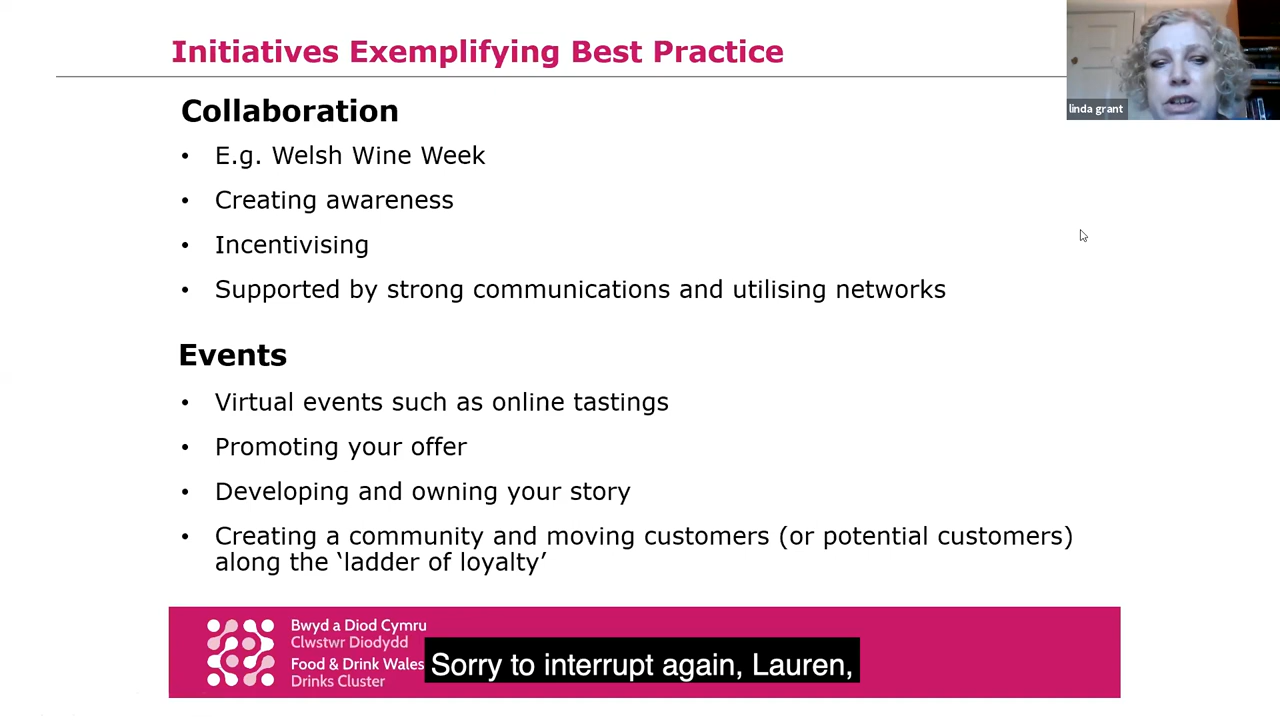 Initiatives Exemplifying Best Practice
linda grant
Collaboration
• E.g. Welsh Wine Week
• Creating awareness
• Incentivising
• Supported by strong communications and utilising networks
Events
• Virtual events such as online tastings
• Promoting your offer
• Developing and owning your story
• Creating a community and moving customers (or potential customers)
along the ‘ladder of loyalty’
Bwyd a Diod Cymru
Clwstwr Diodydd
Food & Drink Wales
Drinks Cluster
Sorry to interrupt again, Lauren,